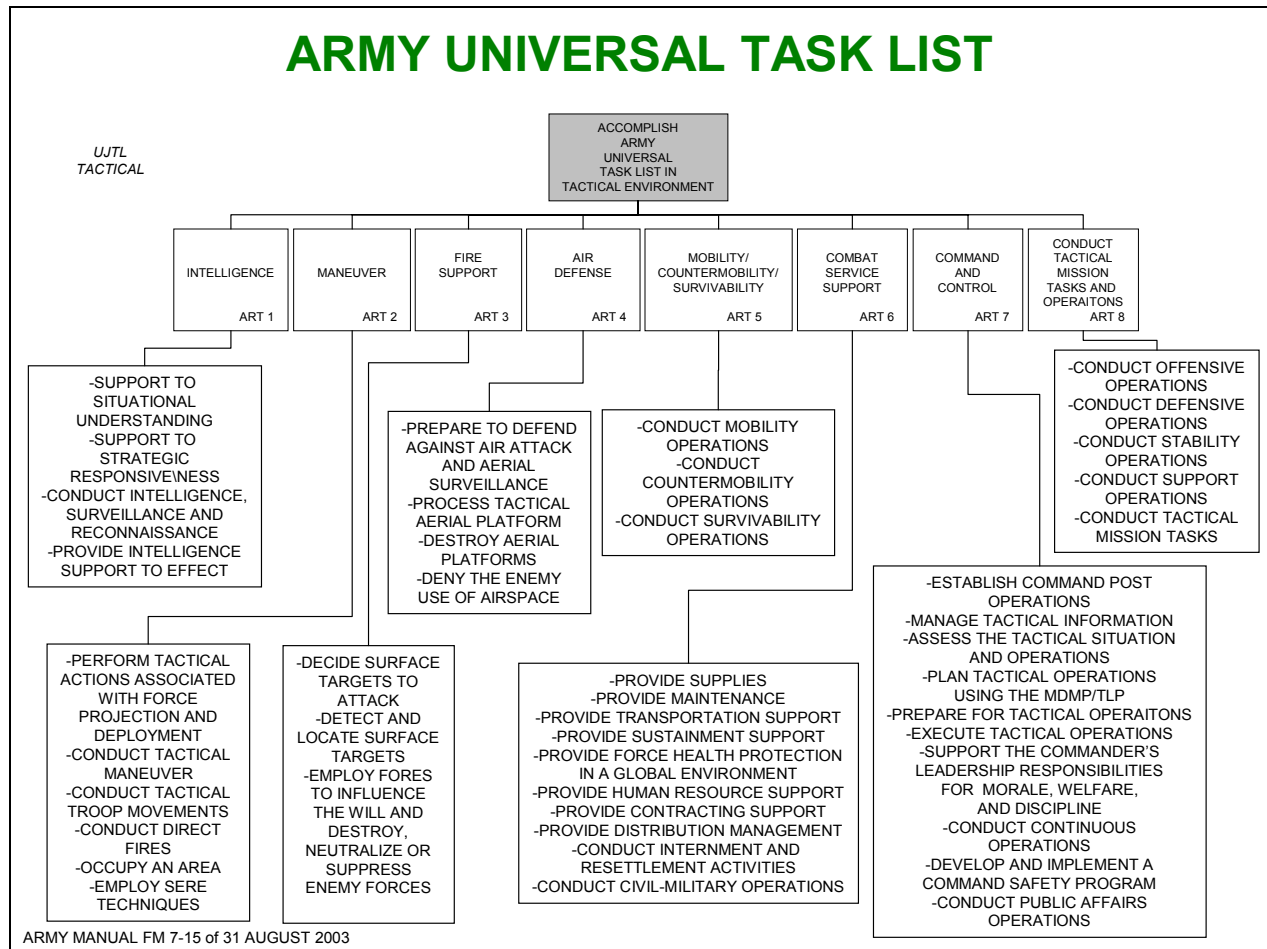 ARMY UNIVERSAL TASK LIST
UJTL
TACTICAL
ACCOMPLISH
ARMY
UNIVERSAL
TASK LIST IN
TACTICAL ENVIRONMENT
INTELLIGENCE
ART 1
MANEUVER
ART 2
FIRE
SUPPORT
ART 3
AIR
DEFENSE
ART 4
MOBILITY/
COUNTERMOBILITY/
SURVIVABILITY
ART 5
COMBAT
SERVICE
SUPPORT
ART 6
COMMAND
AND
CONTROL
ART 7
CONDUCT
TACTICAL
MISSION
TASKS AND
OPERAITONS
ART 8
-SUPPORT TO
SITUATIONAL
UNDERSTANDING
-SUPPORT TO
STRATEGIC
RESPONSIVE\NESS
-CONDUCT INTELLIGENCE,
SURVEILLANCE AND
RECONNAISSANCE
-PROVIDE INTELLIGENCE
SUPPORT TO EFFECT
-PERFORM TACTICAL
ACTIONS ASSOCIATED
WITH FORCE
PROJECTION AND
DEPLOYMENT
-CONDUCT TACTICAL
MANEUVER
-CONDUCT TACTICAL
TROOP MOVEMENTS
-CONDUCT DIRECT
FIRES
-OCCUPY AN AREA
-EMPLOY SERE
TECHNIQUES
-DECIDE SURFACE
TARGETS TO
ATTACK
-DETECT AND
LOCATE SURFACE
TARGETS
-EMPLOY FORES
TO INFLUENCE
THE WILL AND
DESTROY,
NEUTRALIZE OR
SUPPRESS
ENEMY FORCES
-PREPARE TO DEFEND
AGAINST AIR ATTACK
AND AERIAL
SURVEILLANCE
-PROCESS TACTICAL
AERIAL PLATFORM
-DESTROY AERIAL
PLATFORMS
-DENY THE ENEMY
USE OF AIRSPACE
-CONDUCT MOBILITY
OPERATIONS
-CONDUCT
COUNTERMOBILITY
OPERATIONS
-CONDUCT SURVIVABILITY
OPERATIONS
-PROVIDE SUPPLIES
-PROVIDE MAINTENANCE
-PROVIDE TRANSPORTATION SUPPORT
-PROVIDE SUSTAINMENT SUPPORT
-PROVIDE FORCE HEALTH PROTECTION
IN A GLOBAL ENVIRONMENT
-PROVIDE HUMAN RESOURCE SUPPORT
-PROVIDE CONTRACTING SUPPORT
-PROVIDE DISTRIBUTION MANAGEMENT
-CONDUCT INTERNMENT AND
RESETTLEMENT ACTIVITIES
-CONDUCT CIVIL-MILITARY OPERATIONS
-ESTABLISH COMMAND POST
OPERATIONS
-MANAGE TACTICAL INFORMATION
-ASSESS THE TACTICAL SITUATION
AND OPERATIONS
-PLAN TACTICAL OPERATIONS
USING THE MDMP/TLP
-PREPARE FOR TACTICAL OPERAITONS
-EXECUTE TACTICAL OPERATIONS
-SUPPORT THE COMMANDER'S
LEADERSHIP RESPONSIBILITIES
FOR MORALE, WELFARE,
AND DISCIPLINE
-CONDUCT CONTINUOUS
OPERATIONS
-DEVELOP AND IMPLEMENT A
COMMAND SAFETY PROGRAM
-CONDUCT PUBLIC AFFAIRS
OPERATIONS
-CONDUCT OFFENSIVE
OPERATIONS
-CONDUCT DEFENSIVE
OPERATIONS
-CONDUCT STABILITY
OPERATIONS
-CONDUCT SUPPORT
OPERATIONS
-CONDUCT TACTICAL
MISSION TASKS
ARMY MANUAL FM 7-15 of 31 AUGUST 2003